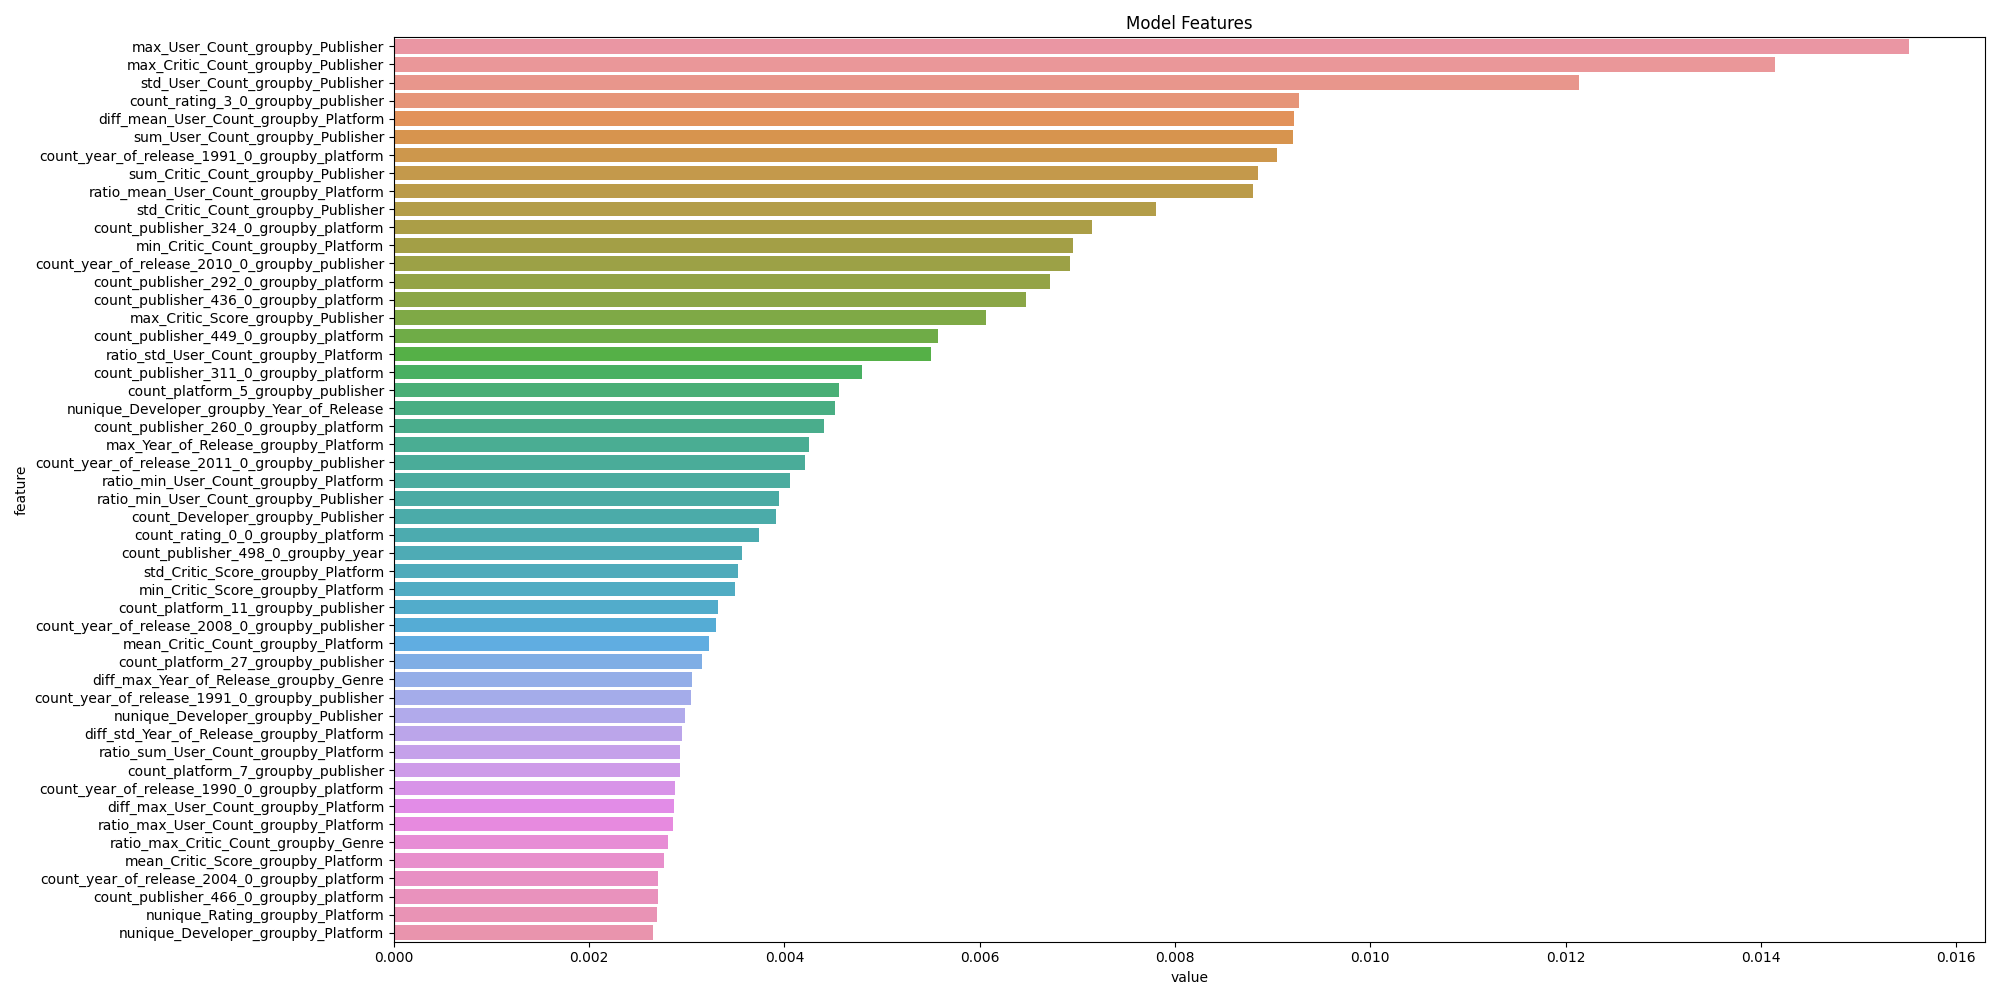 Model Features
max_User_Count_groupby_Publisher
max_Critic_Count_groupby_Publisher
std_User_Count_groupby_Publisher
count_rating_3_0_groupby_publisher
diff_mean_User_Count_groupby_Platform
sum_User_Count_groupby_Publisher
count_year_of_release_1991_0_groupby_platform
sum_Critic_Count_groupby_Publisher
ratio_mean_User_Count_groupby_Platform
std_Critic_Count_groupby_Publisher
count_publisher_324_0_groupby_platform
min_Critic_Count_groupby_Platform
count_year_of_release_2010_0_groupby_publisher
count_publisher_292_0_groupby_platform
count_publisher_436_0_groupby_platform
max_Critic_Score_groupby_Publisher
count_publisher_449_0_groupby_platform
ratio_std_User_Count_groupby_Platform
count_publisher_311_0_groupby_platform
count_platform_5_groupby_publisher
nunique_Developer_groupby_Year_of_Release
count_publisher_260_0_groupby_platform
max_Year_of_Release_groupby_Platform
count_year_of_release_2011_0_groupby_publisher
ratio_min_User_Count_groupby_Platform
ratio_min_User_Count_groupby_Publisher
count_Developer_groupby_Publisher
count_rating_0_0_groupby_platform
count_publisher_498_0_groupby_year
std_Critic_Score_groupby_Platform
min_Critic_Score_groupby_Platform
count_platform_11_groupby_publisher
count_year_of_release_2008_0_groupby_publisher
mean_Critic_Count_groupby_Platform
count_platform_27_groupby_publisher
diff_max_Year_of_Release_groupby_Genre
count_year_of_release_1991_0_groupby_publisher
nunique_Developer_groupby_Publisher
diff_std_Year_of_Release_groupby_Platform
ratio_sum_User_Count_groupby_Platform
count_platform_7_groupby_publisher
count_year_of_release_1990_0_groupby_platform
diff_max_User_Count_groupby_Platform
ratio_max_User_Count_groupby_Platform
ratio_max_Critic_Count_groupby_Genre
mean_Critic_Score_groupby_Platform
count_year_of_release_2004_0_groupby_platform
count_publisher_466_0_groupby_platform
nunique_Rating_groupby_Platform
nunique_Developer_groupby_Platform
feature
0.000 0.002 0.004 0.006 0.008 0.010 0.012 0.014 0.016
value